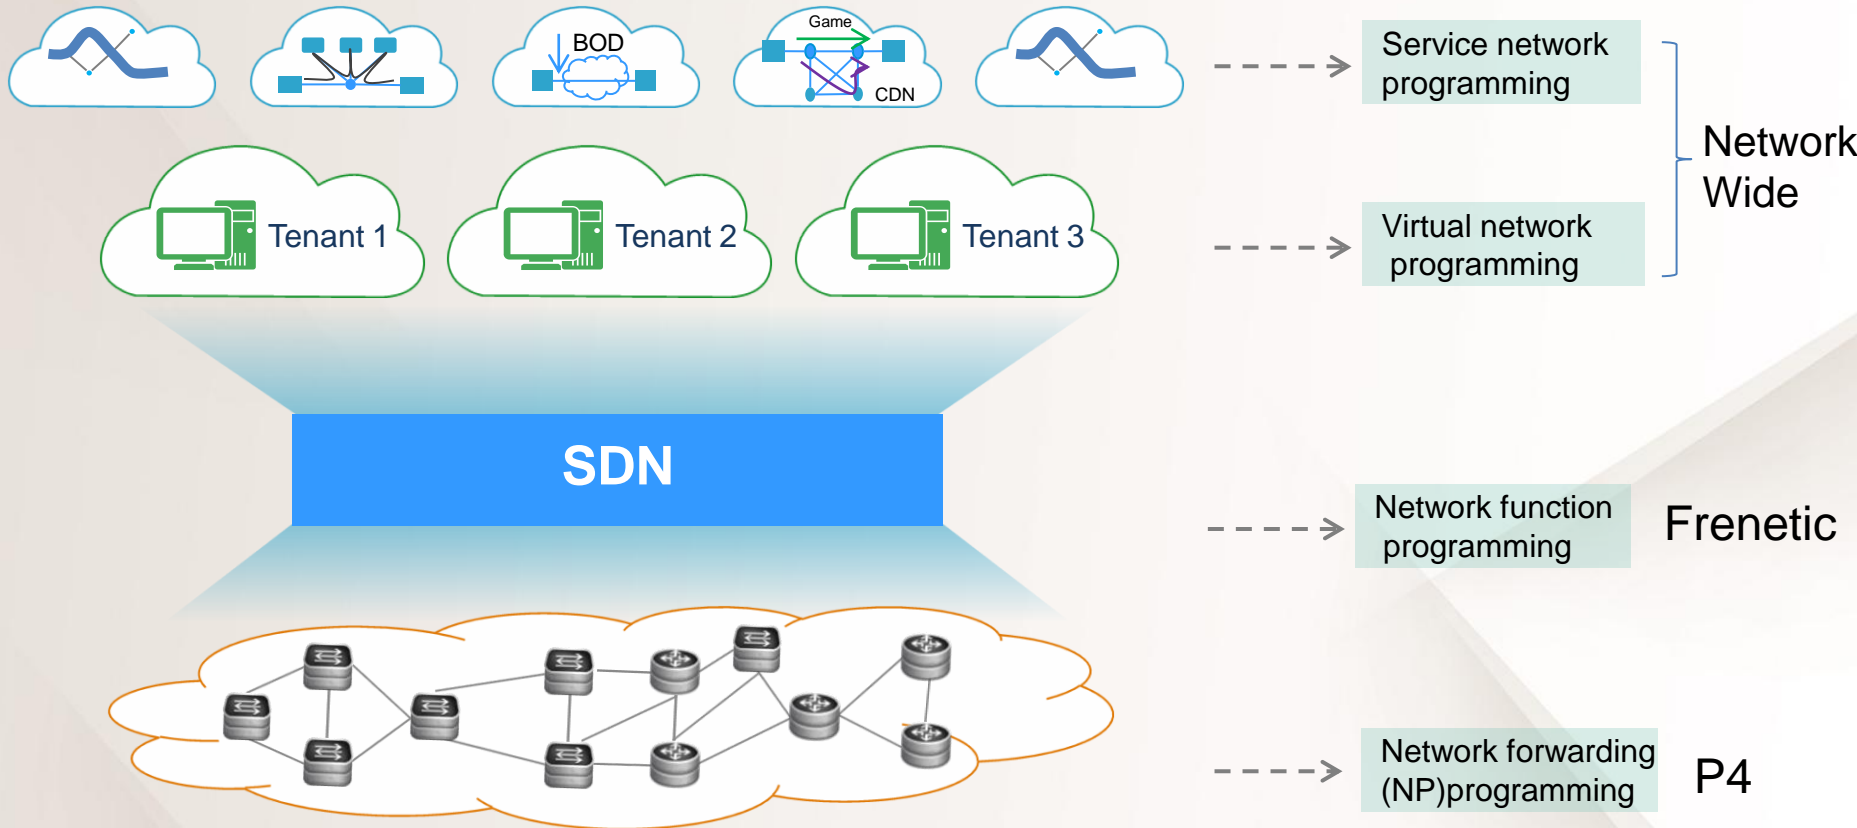 Game
BOD
CDN
Service network
programming
Network
Wide
Tenant 1
Tenant 2
Tenant 3
Virtual network
programming
SDN
Network function
programming
Frenetic
Network forwarding
(NP)programming
P4